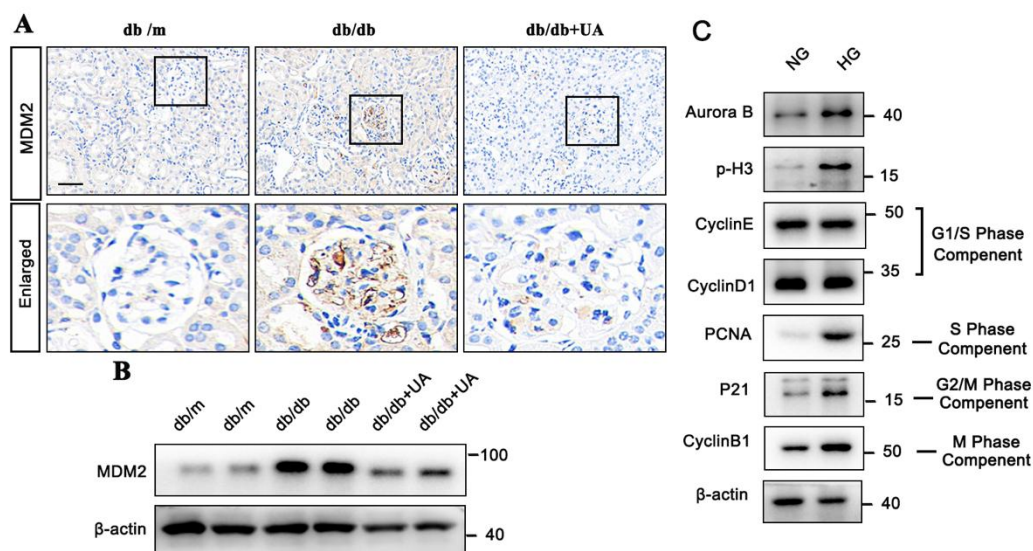 A
db /m
db/db
db/db+UA
MDM2
Enlarged
B
db/m
db/m
db/db
db/db
db/db+UA
db/db+UA
MDM2
100
β-actin
40
C
NG
HG
Aurora B
40
p-H3
15
CyclinE
50
G1/S Phase
Compenent
CyclinD1
35
PCNA
25
S Phase
Compenent
P21
15
G2/M Phase
Compenent
CyclinB1
50
M Phase
Compenent
β-actin
40